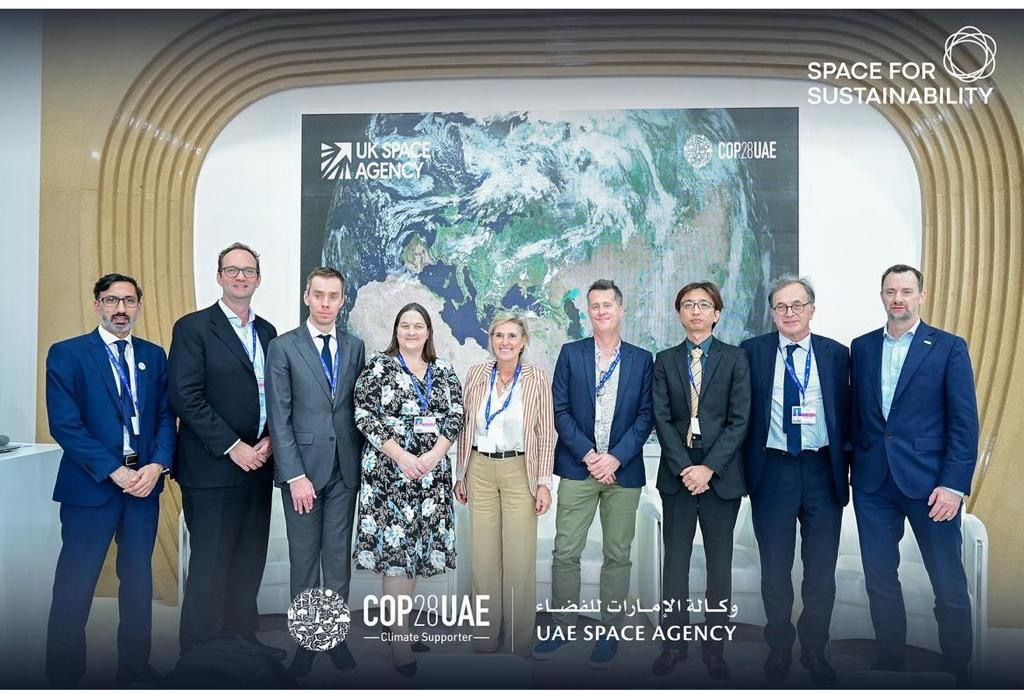 SPACE FOR
SUSTAINABILITY
UK SPACE
AGENCY
COP28UAE
COP28UAE
Climate Supporter
وكالة الإمارات للفضاء
UAE SPACE AGENCY